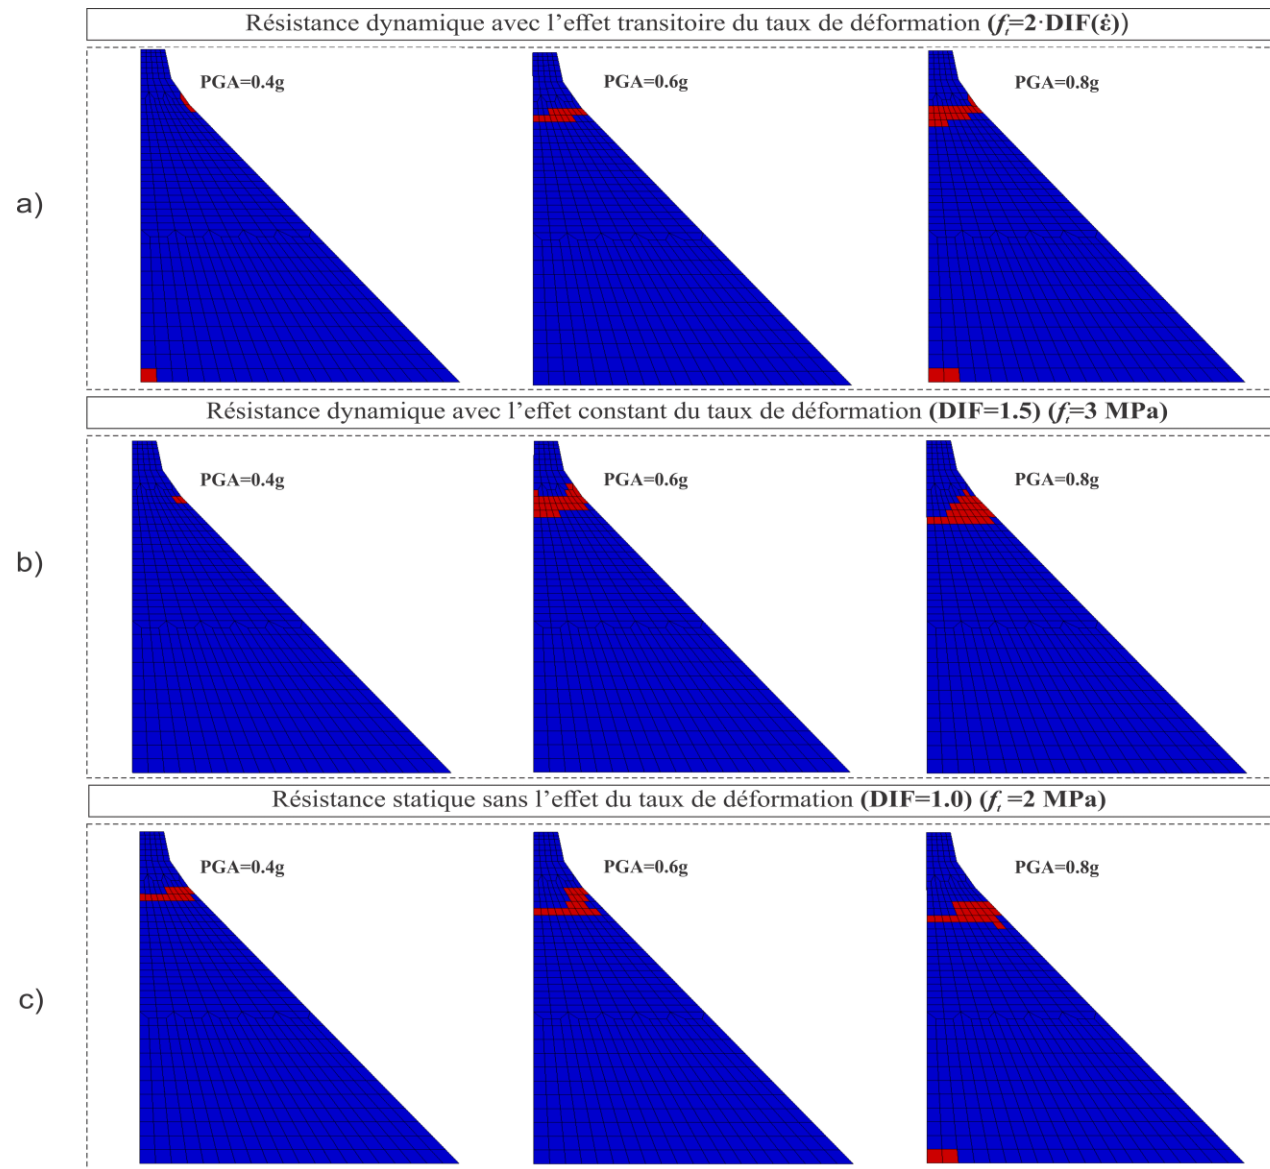 Résistance dynamique avec l’effet transitoire du taux de déformation (fₜ=2·DIF(ε̇))
PGA=0.4g
PGA=0.6g
PGA=0.8g
a)
Résistance dynamique avec l’effet constant du taux de déformation (DIF=1.5) (fₜ=3 MPa)
PGA=0.4g
PGA=0.6g
PGA=0.8g
b)
Résistance statique sans l’effet du taux de déformation (DIF=1.0) (fₜ =2 MPa)
PGA=0.4g
PGA=0.6g
PGA=0.8g
c)